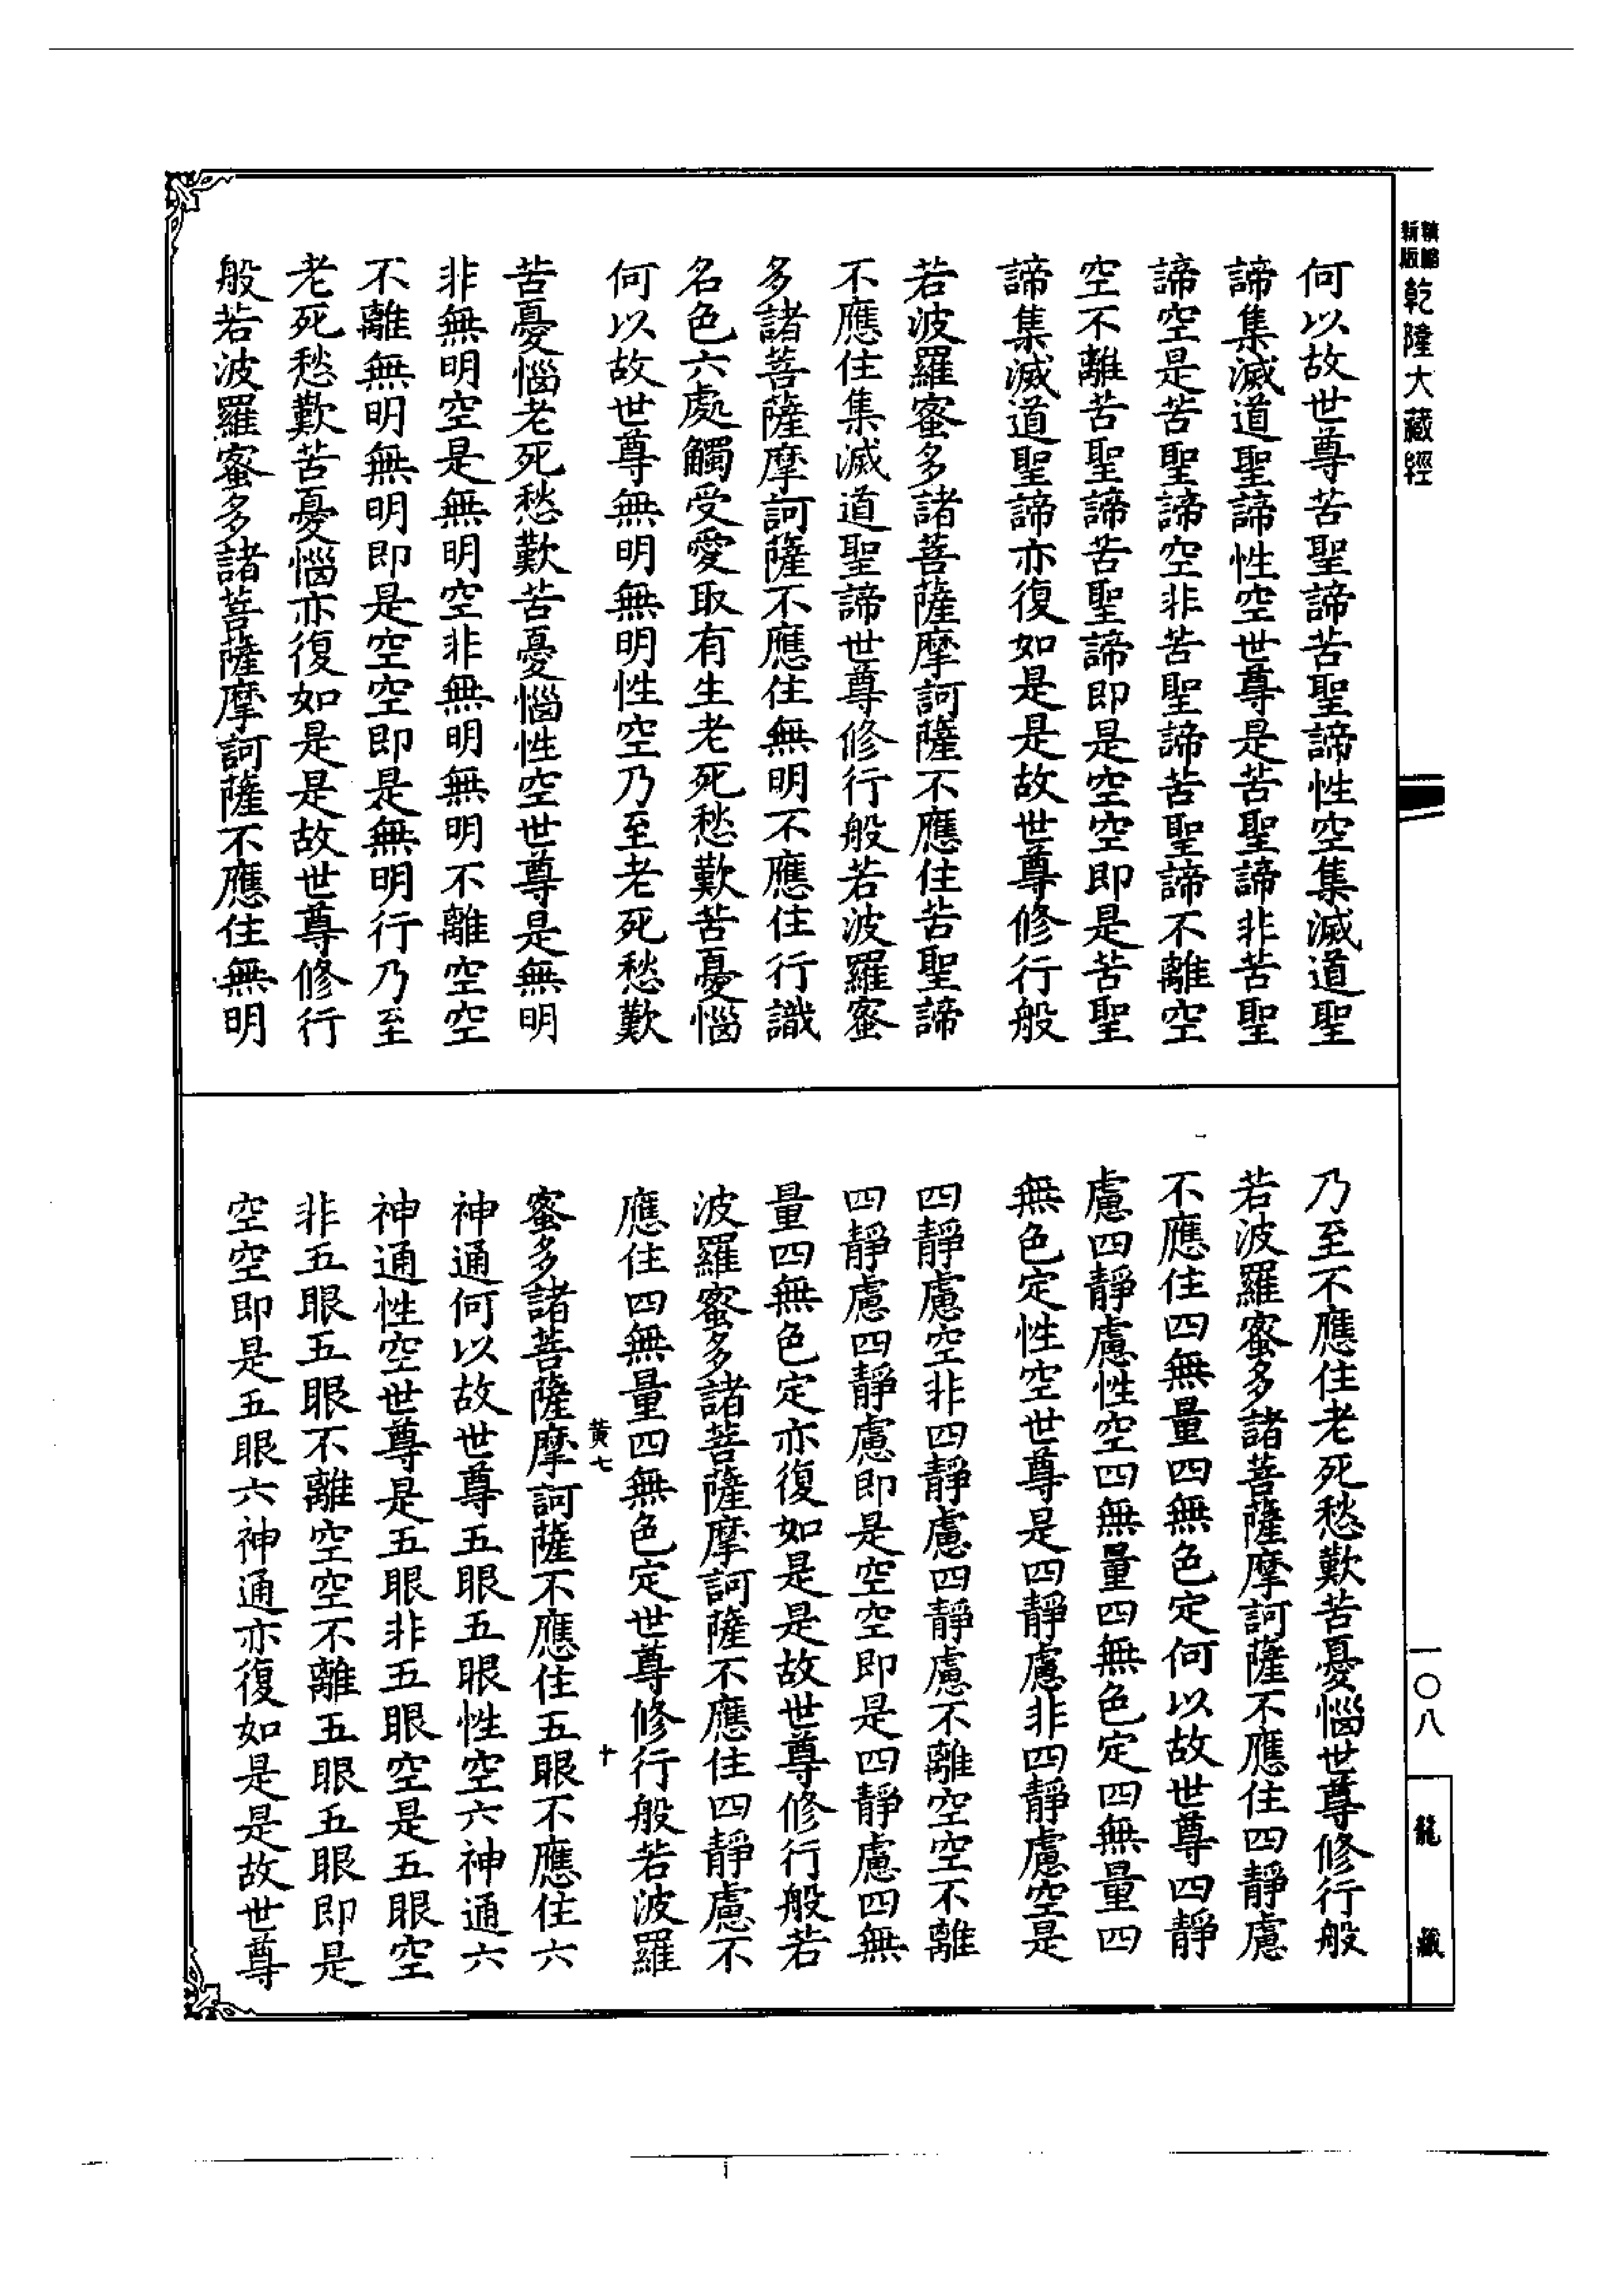 新版精縮乾隆大藏經
何以故世尊苦聖諦苦聖諦性空集滅道聖
諦集滅道聖諦性空世尊是苦聖諦非苦聖
諦空是苦聖諦空非苦聖諦苦聖諦不離空
空不離苦聖諦苦聖諦即是空空即是苦聖
諦集滅道聖諦亦復如是是故世尊修行般
若波羅蜜多諸菩薩摩訶薩不應住苦聖諦
不應住集滅道聖諦世尊修行般若波羅蜜
多諸菩薩摩訶薩不應住無明不應住行識
名色六處觸受愛取有生老死愁歎苦憂惱
何以故世尊無明無明性空乃至老死愁歎
苦憂惱老死愁歎苦憂惱性空世尊是無明
非無明空是無明空非無明無明不離空空
不離無明無明即是空空即是無明行乃至
老死愁歎苦憂惱亦復如是是故世尊修行
般若波羅蜜多諸菩薩摩訶薩不應住無明
乃至不應住老死愁歎苦憂惱世尊修行般
若波羅蜜多諸菩薩摩訶薩不應住四靜慮
不應住四無量四無色定何以故世尊四靜
慮四靜慮性空四無量四無色定四無量四
無色定性空世尊是四靜慮非四靜慮空是
四靜慮空非四靜慮四靜慮不離空空不離
四靜慮四靜慮即是空空即是四靜慮四無
量四無色定亦復如是是故世尊修行般若
波羅蜜多諸菩薩摩訶薩不應住四靜慮不
應住四無量四無色定世尊修行般若波羅
黃七 十
蜜多諸菩薩摩訶薩不應住五眼不應住六
神通何以故世尊五眼五眼性空六神通六
神通性空世尊是五眼非五眼空是五眼空
非五眼五眼不離空空不離五眼五眼即是
空空即是五眼六神通亦復如是是故世尊
一〇八
龍藏